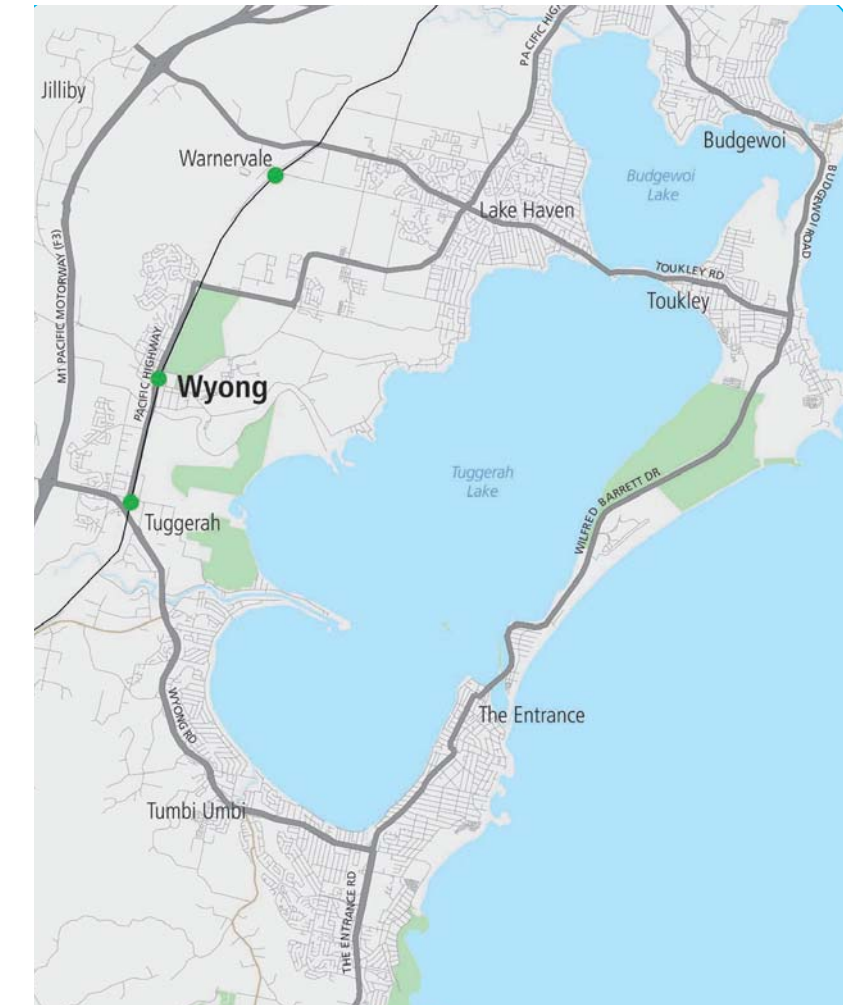 PACIFIC HIGH
Jilliby
Budgewoi
Warnervale
Budgewoi
Lake
BUDGEWOI ROAD
Lake Haven
M1 PACIFIC MOTORWAY (F3)
TOUKLEY RD
Toukley
PACIFIC HIGHWAY
Wyong
Tuggerah
Lake
WILFRED BARRETT DR
Tuggerah
WYONG RD
The Entrance
Tumbi Umbi
THE ENTRANCE RD